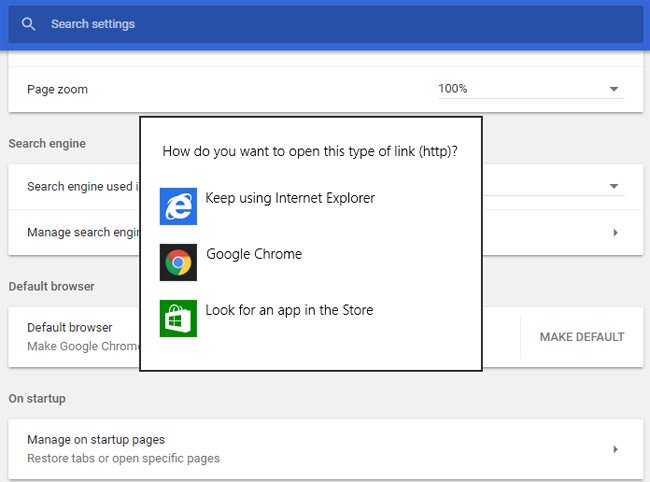 Search settings
Page zoom
100%
Search engine
Search engine used i
Manage search engin
How do you want to open this type of link (http)?
Keep using Internet Explorer
Google Chrome
Look for an app in the Store
Default browser
Default browser
Make Google Chrome
MAKE DEFAULT
On startup
Manage on startup pages
Restore tabs or open specific pages